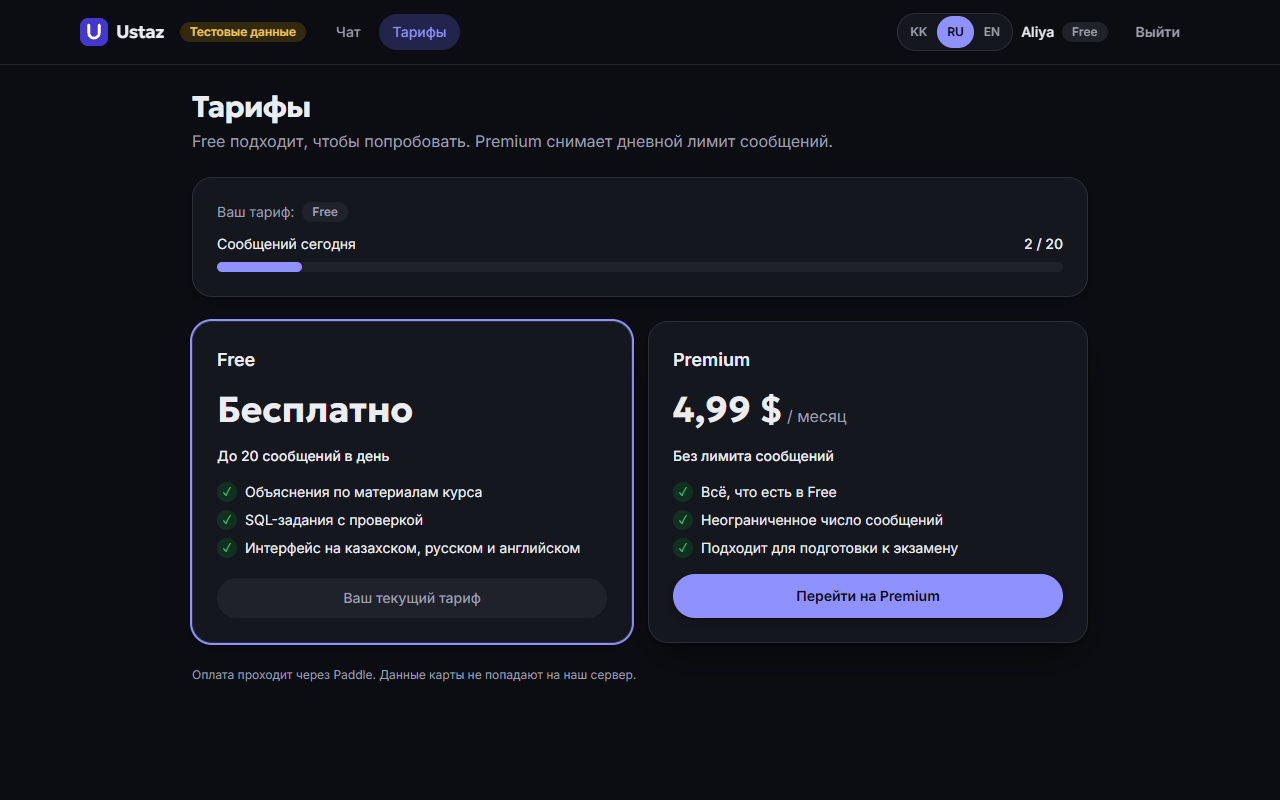 U Ustaz Тестовые данные Чат Тарифы KK RU EN Aliya Free Выйти
Тарифы
Free подходит, чтобы попробовать. Premium снимает дневной лимит сообщений.
Ваш тариф: Free
Сообщений сегодня 2 / 20
Free
Бесплатно
До 20 сообщений в день
✓ Объяснения по материалам курса
✓ SQL-задания с проверкой
✓ Интерфейс на казахском, русском и английском
Ваш текущий тариф
Premium
4,99 $ / месяц
Без лимита сообщений
✓ Всё, что есть в Free
✓ Неограниченное число сообщений
✓ Подходит для подготовки к экзамену
Перейти на Premium
Оплата проходит через Paddle. Данные карты не попадают на наш сервер.